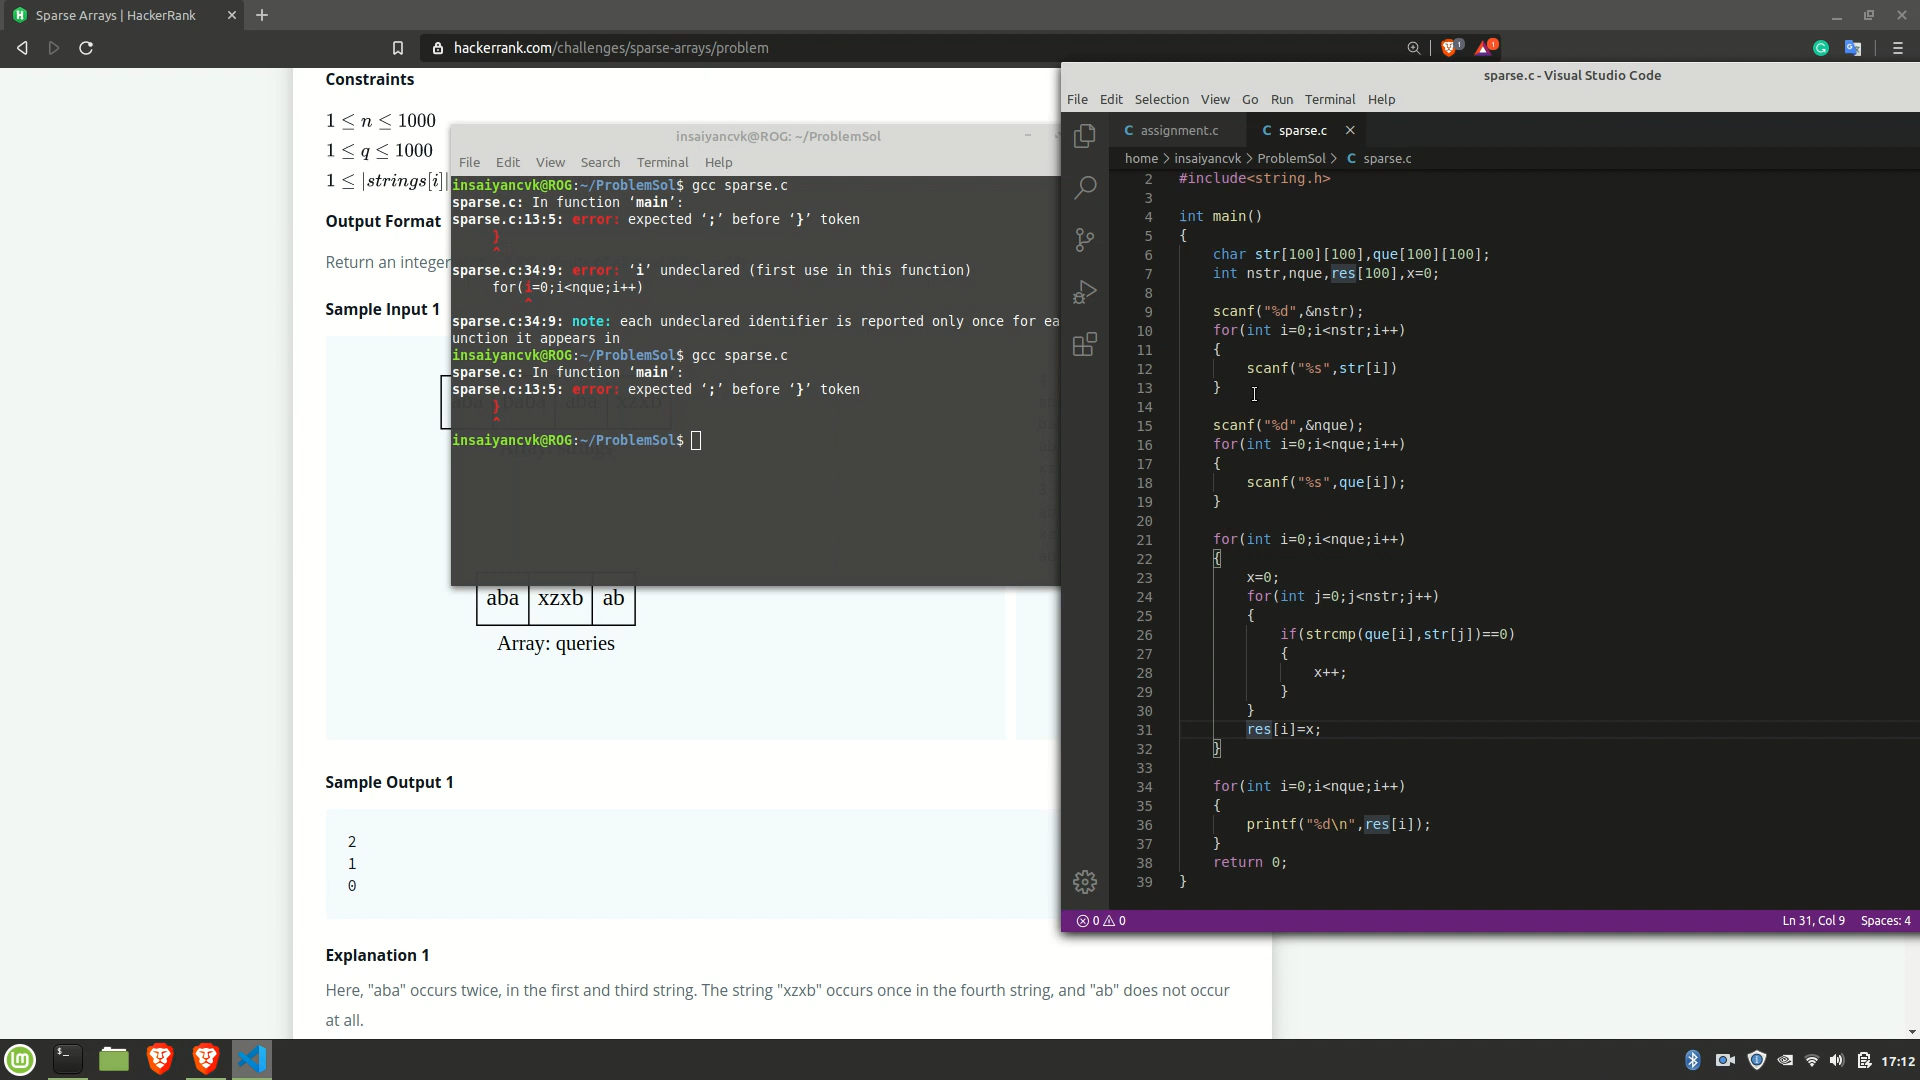 Sparse Arrays | HackerRank
hackerrank.com/challenges/sparse-arrays/problem
Constraints
1 ≤ n ≤ 1000
1 ≤ q ≤ 1000
1 ≤ |strings[i]|
Output Format
Return an integer
Sample Input 1
insaiyancvk@ROG: ~/ProblemSol
File Edit View Search Terminal Help
insaiyancvk@ROG:~/ProblemSol$ gcc sparse.c
sparse.c: In function ‘main’:
sparse.c:13:5: error: expected ‘;’ before ‘}’ token
}
^
sparse.c:34:9: error: ‘i’ undeclared (first use in this function)
for(i=0;i<nque;i++)
^
sparse.c:34:9: note: each undeclared identifier is reported only once for ea
unction it appears in
insaiyancvk@ROG:~/ProblemSol$ gcc sparse.c
sparse.c: In function ‘main’:
sparse.c:13:5: error: expected ‘;’ before ‘}’ token
}
^
insaiyancvk@ROG:~/ProblemSol$
aba xzxb ab
Array: queries
Sample Output 1
2
1
0
Explanation 1
Here, "aba" occurs twice, in the first and third string. The string "xzxb" occurs once in the fourth string, and "ab" does not occur
at all.
sparse.c - Visual Studio Code
File Edit Selection View Go Run Terminal Help
C assignment.c C sparse.c
home > insaiyancvk > ProblemSol > C sparse.c
2 #include<string.h>
3
4 int main()
5 {
6 char str[100][100],que[100][100];
7 int nstr,nque,res[100],x=0;
8
9 scanf("%d",&nstr);
10 for(int i=0;i<nstr;i++)
11 {
12 scanf("%s",str[i])
13 }
14
15 scanf("%d",&nque);
16 for(int i=0;i<nque;i++)
17 {
18 scanf("%s",que[i]);
19 }
20
21 for(int i=0;i<nque;i++)
22 {
23 x=0;
24 for(int j=0;j<nstr;j++)
25 {
26 if(strcmp(que[i],str[j])==0)
27 {
28 x++;
29 }
30 }
31 res[i]=x;
32 }
33
34 for(int i=0;i<nque;i++)
35 {
36 printf("%d\n",res[i]);
37 }
38 return 0;
39 }
0 0
Ln 31, Col 9 Spaces: 4
17:12